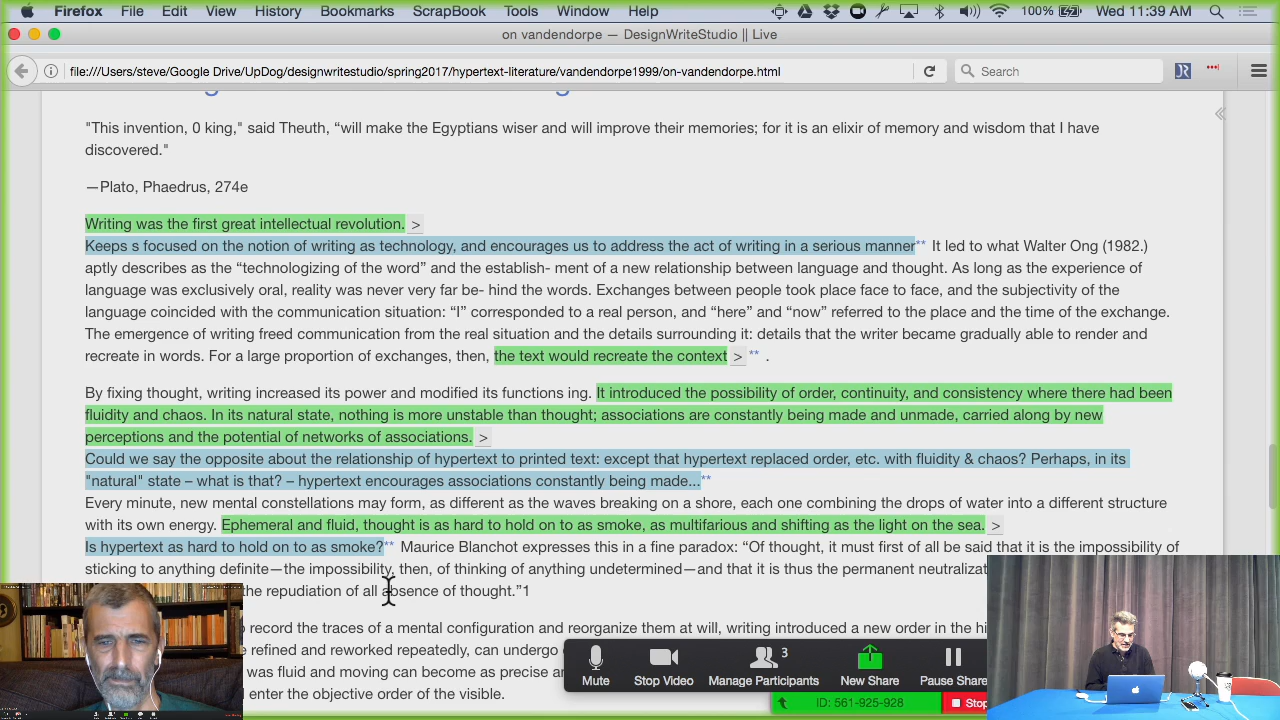 Firefox File Edit View History Bookmarks ScrapBook Tools Window Help 100% Wed 11:39 AM
on vandendorpe — DesignWriteStudio || Live
file:///Users/steve/Google Drive/UpDog/designwritestudio/spring2017/hypertext-literature/vandendorpe1999/on-vandendorpe.html Search
"This invention, 0 king," said Theuth, “will make the Egyptians wiser and will improve their memories; for it is an elixir of memory and wisdom that I have
discovered."
—Plato, Phaedrus, 274e
Writing was the first great intellectual revolution. >
Keeps s focused on the notion of writing as technology, and encourages us to address the act of writing in a serious manner** It led to what Walter Ong (1982.)
aptly describes as the “technologizing of the word” and the establish- ment of a new relationship between language and thought. As long as the experience of
language was exclusively oral, reality was never very far be- hind the words. Exchanges between people took place face to face, and the subjectivity of the
language coincided with the communication situation: “I” corresponded to a real person, and “here” and “now” referred to the place and the time of the exchange.
The emergence of writing freed communication from the real situation and the details surrounding it: details that the writer became gradually able to render and
recreate in words. For a large proportion of exchanges, then, the text would recreate the context > ** .
By fixing thought, writing increased its power and modified its functions ing. It introduced the possibility of order, continuity, and consistency where there had been
fluidity and chaos. In its natural state, nothing is more unstable than thought; associations are constantly being made and unmade, carried along by new
perceptions and the potential of networks of associations. >
Could we say the opposite about the relationship of hypertext to printed text: except that hypertext replaced order, etc. with fluidity & chaos? Perhaps, in its
"natural" state – what is that? – hypertext encourages associations constantly being made...**
Every minute, new mental constellations may form, as different as the waves breaking on a shore, each one combining the drops of water into a different structure
with its own energy. Ephemeral and fluid, thought is as hard to hold on to as smoke, as multifarious and shifting as the light on the sea. >
Is hypertext as hard to hold on to as smoke?** Maurice Blanchot expresses this in a fine paradox: “Of thought, it must first of all be said that it is the impossibility of
sticking to anything definite—the impossibility, then, of thinking of anything undetermined—and that it is thus the permanent
the repudiation of all absence of thought.”1
record the traces of a mental configuration and reorganize them at will, writing introduced a new order in the
refined and reworked repeatedly, can undergo
was fluid and moving can become as precise
enter the objective order of the visible.
Mute Stop Video 3 Manage Participants New Share Pause Share
ID: 561-925-928 Stop